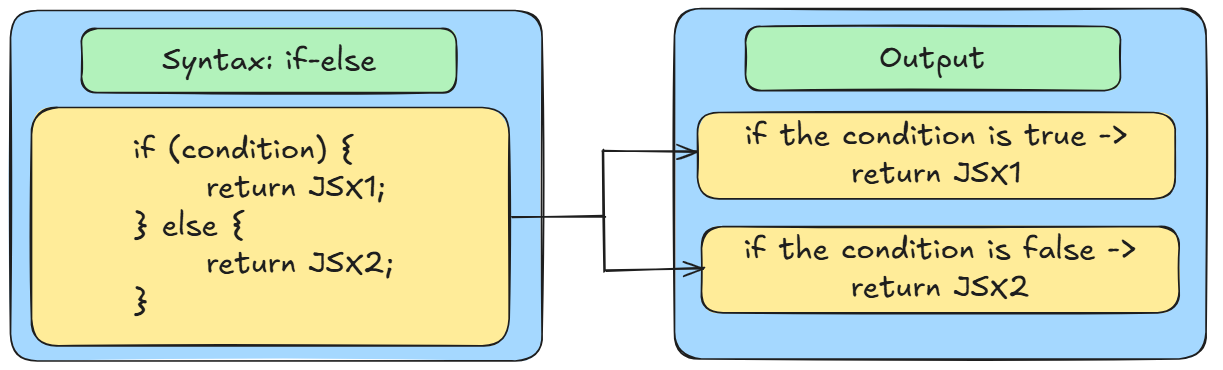 Syntax: if-else
if (condition) {
return JSX1;
} else {
return JSX2;
}
Output
if the condition is true ->
return JSX1
if the condition is false ->
return JSX2